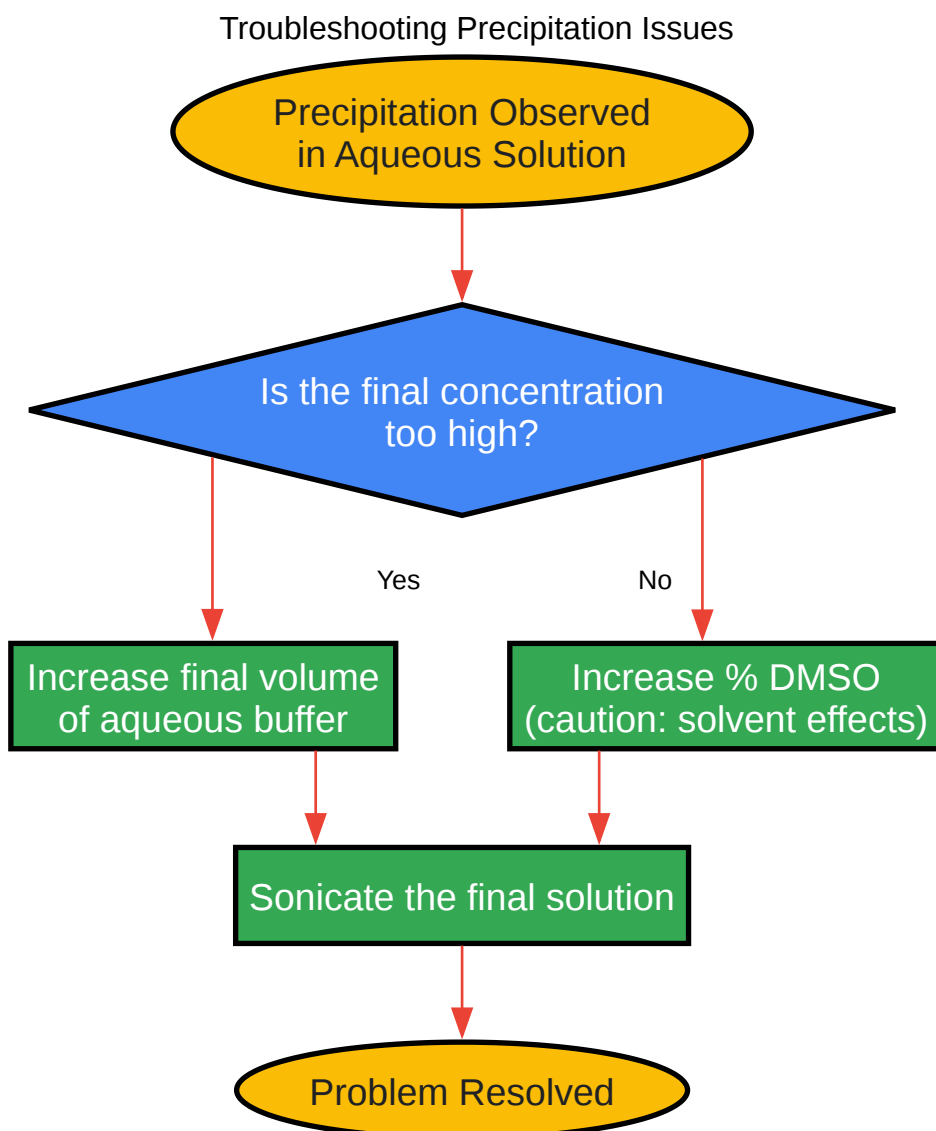 Troubleshooting Precipitation Issues
Precipitation Observed
in Aqueous Solution
Is the final concentration
too high?
Yes
No
Increase final volume
of aqueous buffer
Increase % DMSO
(caution: solvent effects)
Sonicate the final solution
Problem Resolved